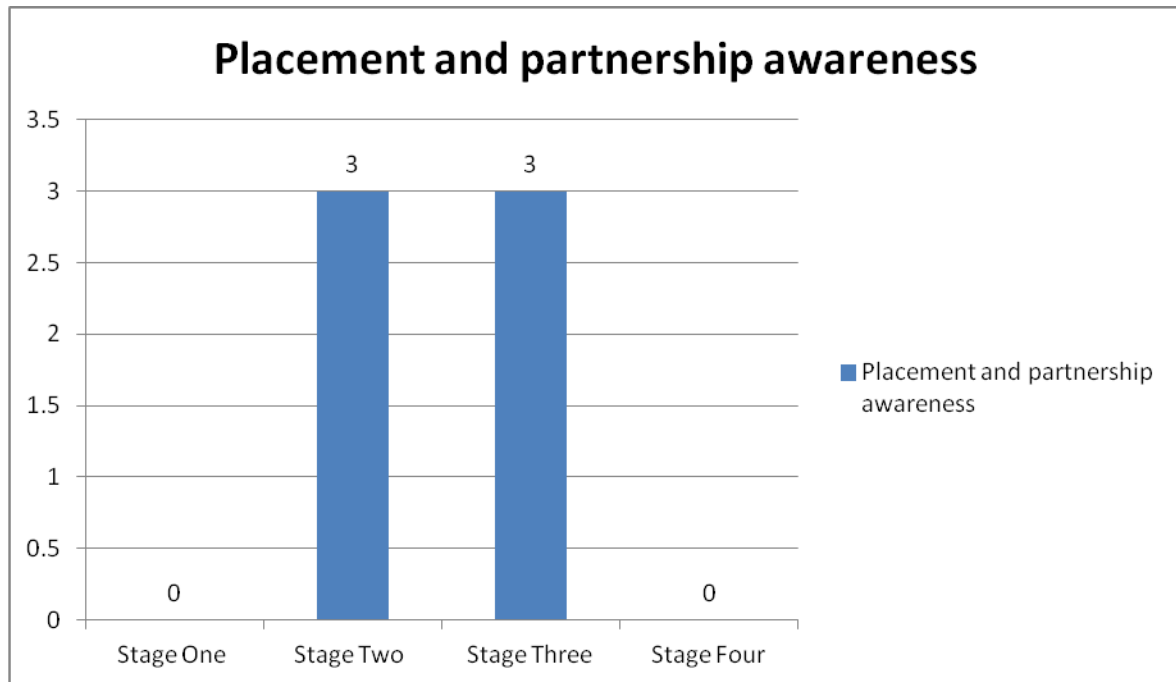 Placement and partnership awareness
3.5
3
2.5
2
1.5
1
0.5
0
0
3
3
0
Stage One
Stage Two
Stage Three
Stage Four
Placement and partnership
awareness